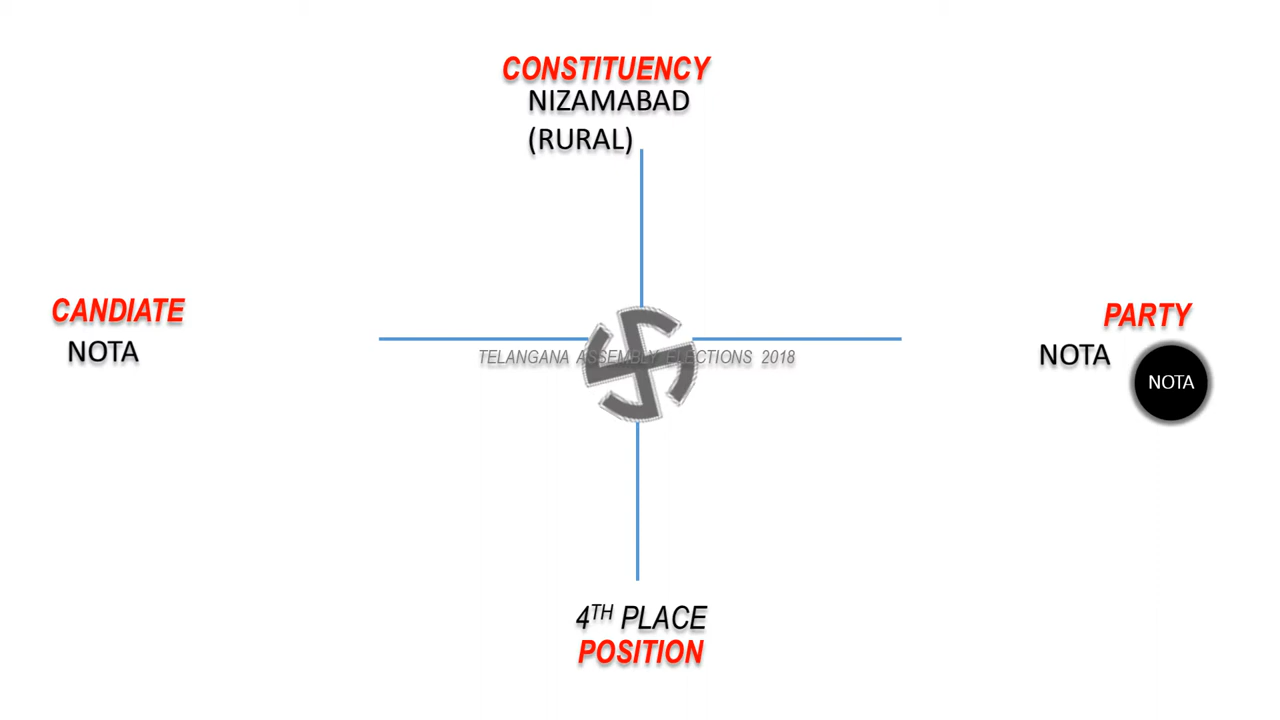 CONSTITUENCY
NIZAMABAD
(RURAL)
CANDIATE
NOTA
PARTY
NOTA
NOTA
TELANGANA ASSEMBLY ELECTIONS 2018
4TH PLACE
POSITION